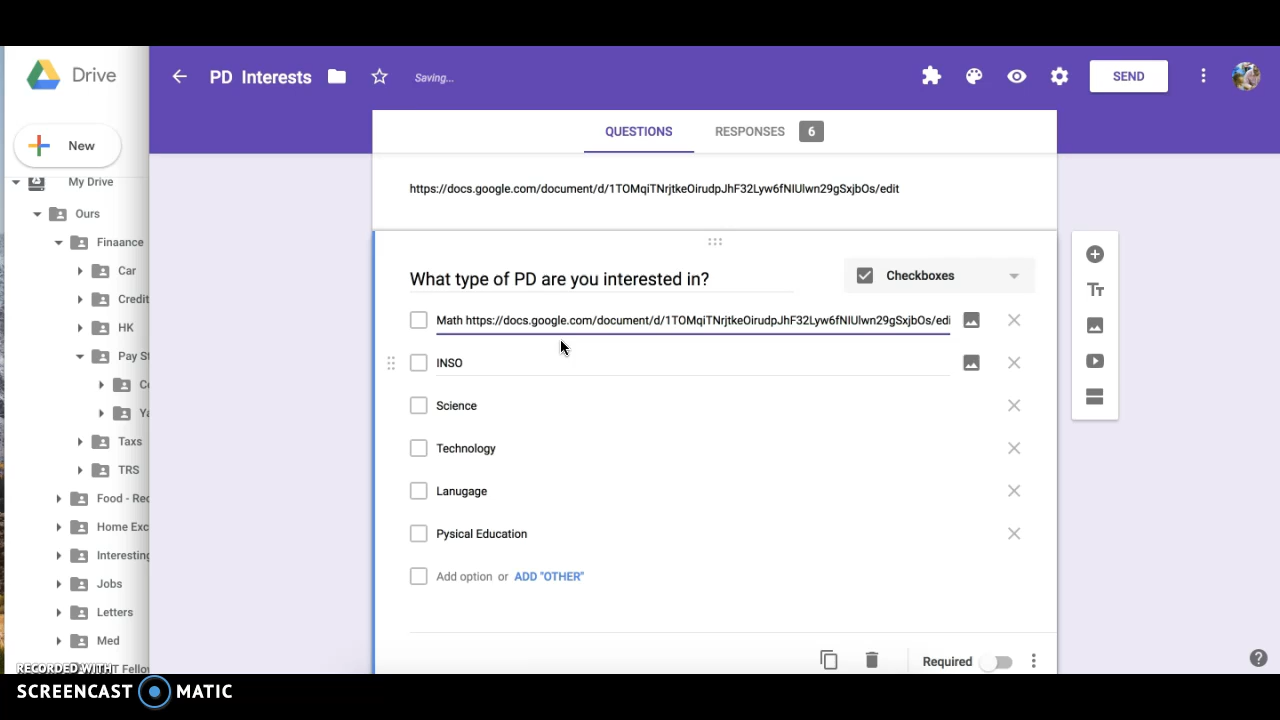 Drive
PD Interests
Saving...
SEND
New
QUESTIONS
RESPONSES 6
My Drive
https://docs.google.com/document/d/1TOMqiTNrjtkeOirudpJhF32Lyw6fNIUlwn29gSxjbOs/edit
Ours
Finaance
Car
Credit
HK
Pay St
Co
Ya
Taxs
TRS
Food - Rec
Home Exc
Interesting
Jobs
Letters
Med
T Fellov
What type of PD are you interested in?
Checkboxes
Math https://docs.google.com/document/d/1TOMqiTNrjtkeOirudpJhF32Lyw6fNIUlwn29gSxjbOs/edi
INSO
Science
Technology
Lanugage
Pysical Education
Add option or ADD "OTHER"
Required
RECORDED WITH
SCREENCAST MATIC